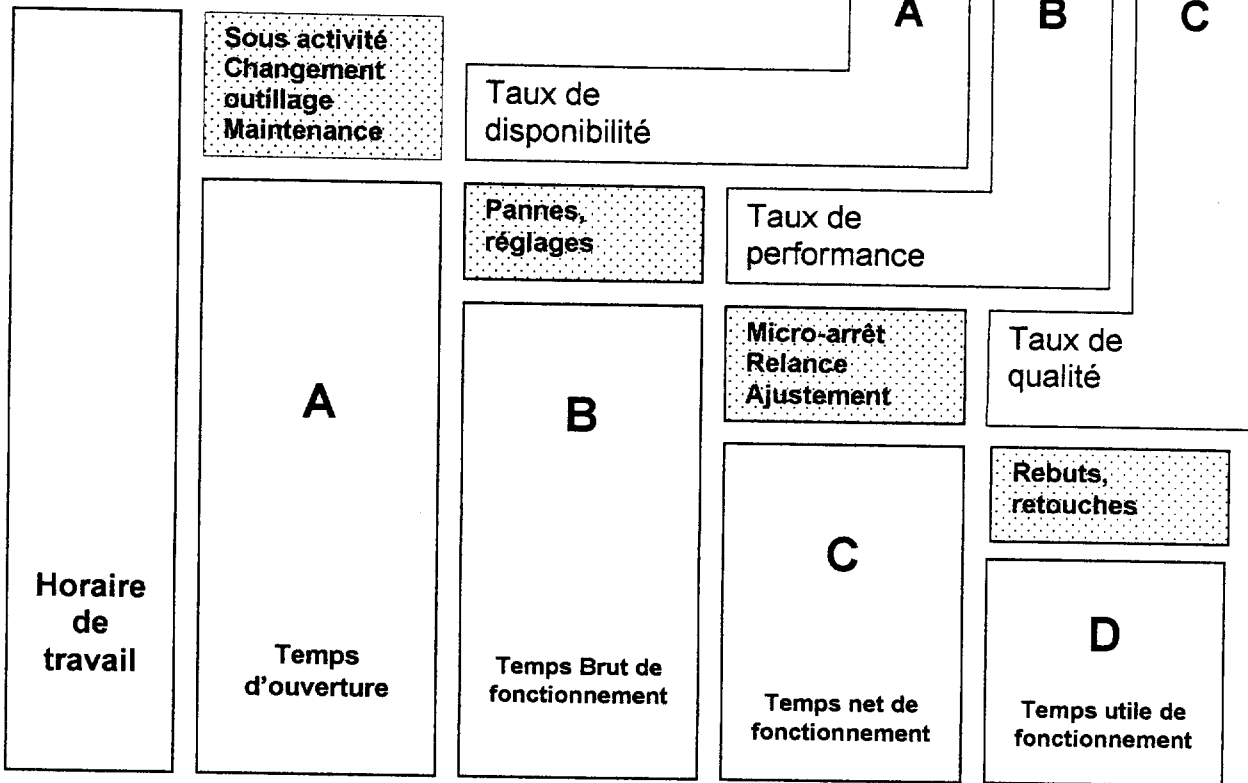 A
B
C
Sous activité
Changement
outillage
Maintenance
Taux de
disponibilité
Pannes,
réglages
Taux de
performance
Micro-arrêt
Relance
Ajustement
Taux de
qualité
Rebuts,
retouches
Horaire
de
travail
A
Temps
d'ouverture
B
Temps Brut de
fonctionnement
C
Temps net de
fonctionnement
D
Temps utile de
fonctionnement